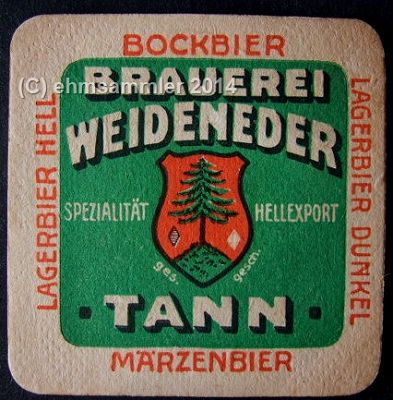 BOCKBIER
(C) ehmsammler 2014
BRAUEREI
WEIDENEDER
SPEZIALITÄT HELLEXPORT
ges. gesch.
· TANN ·
MÄRZENBIER
LAGERBIER HELL
LAGERBIER DUNKEL